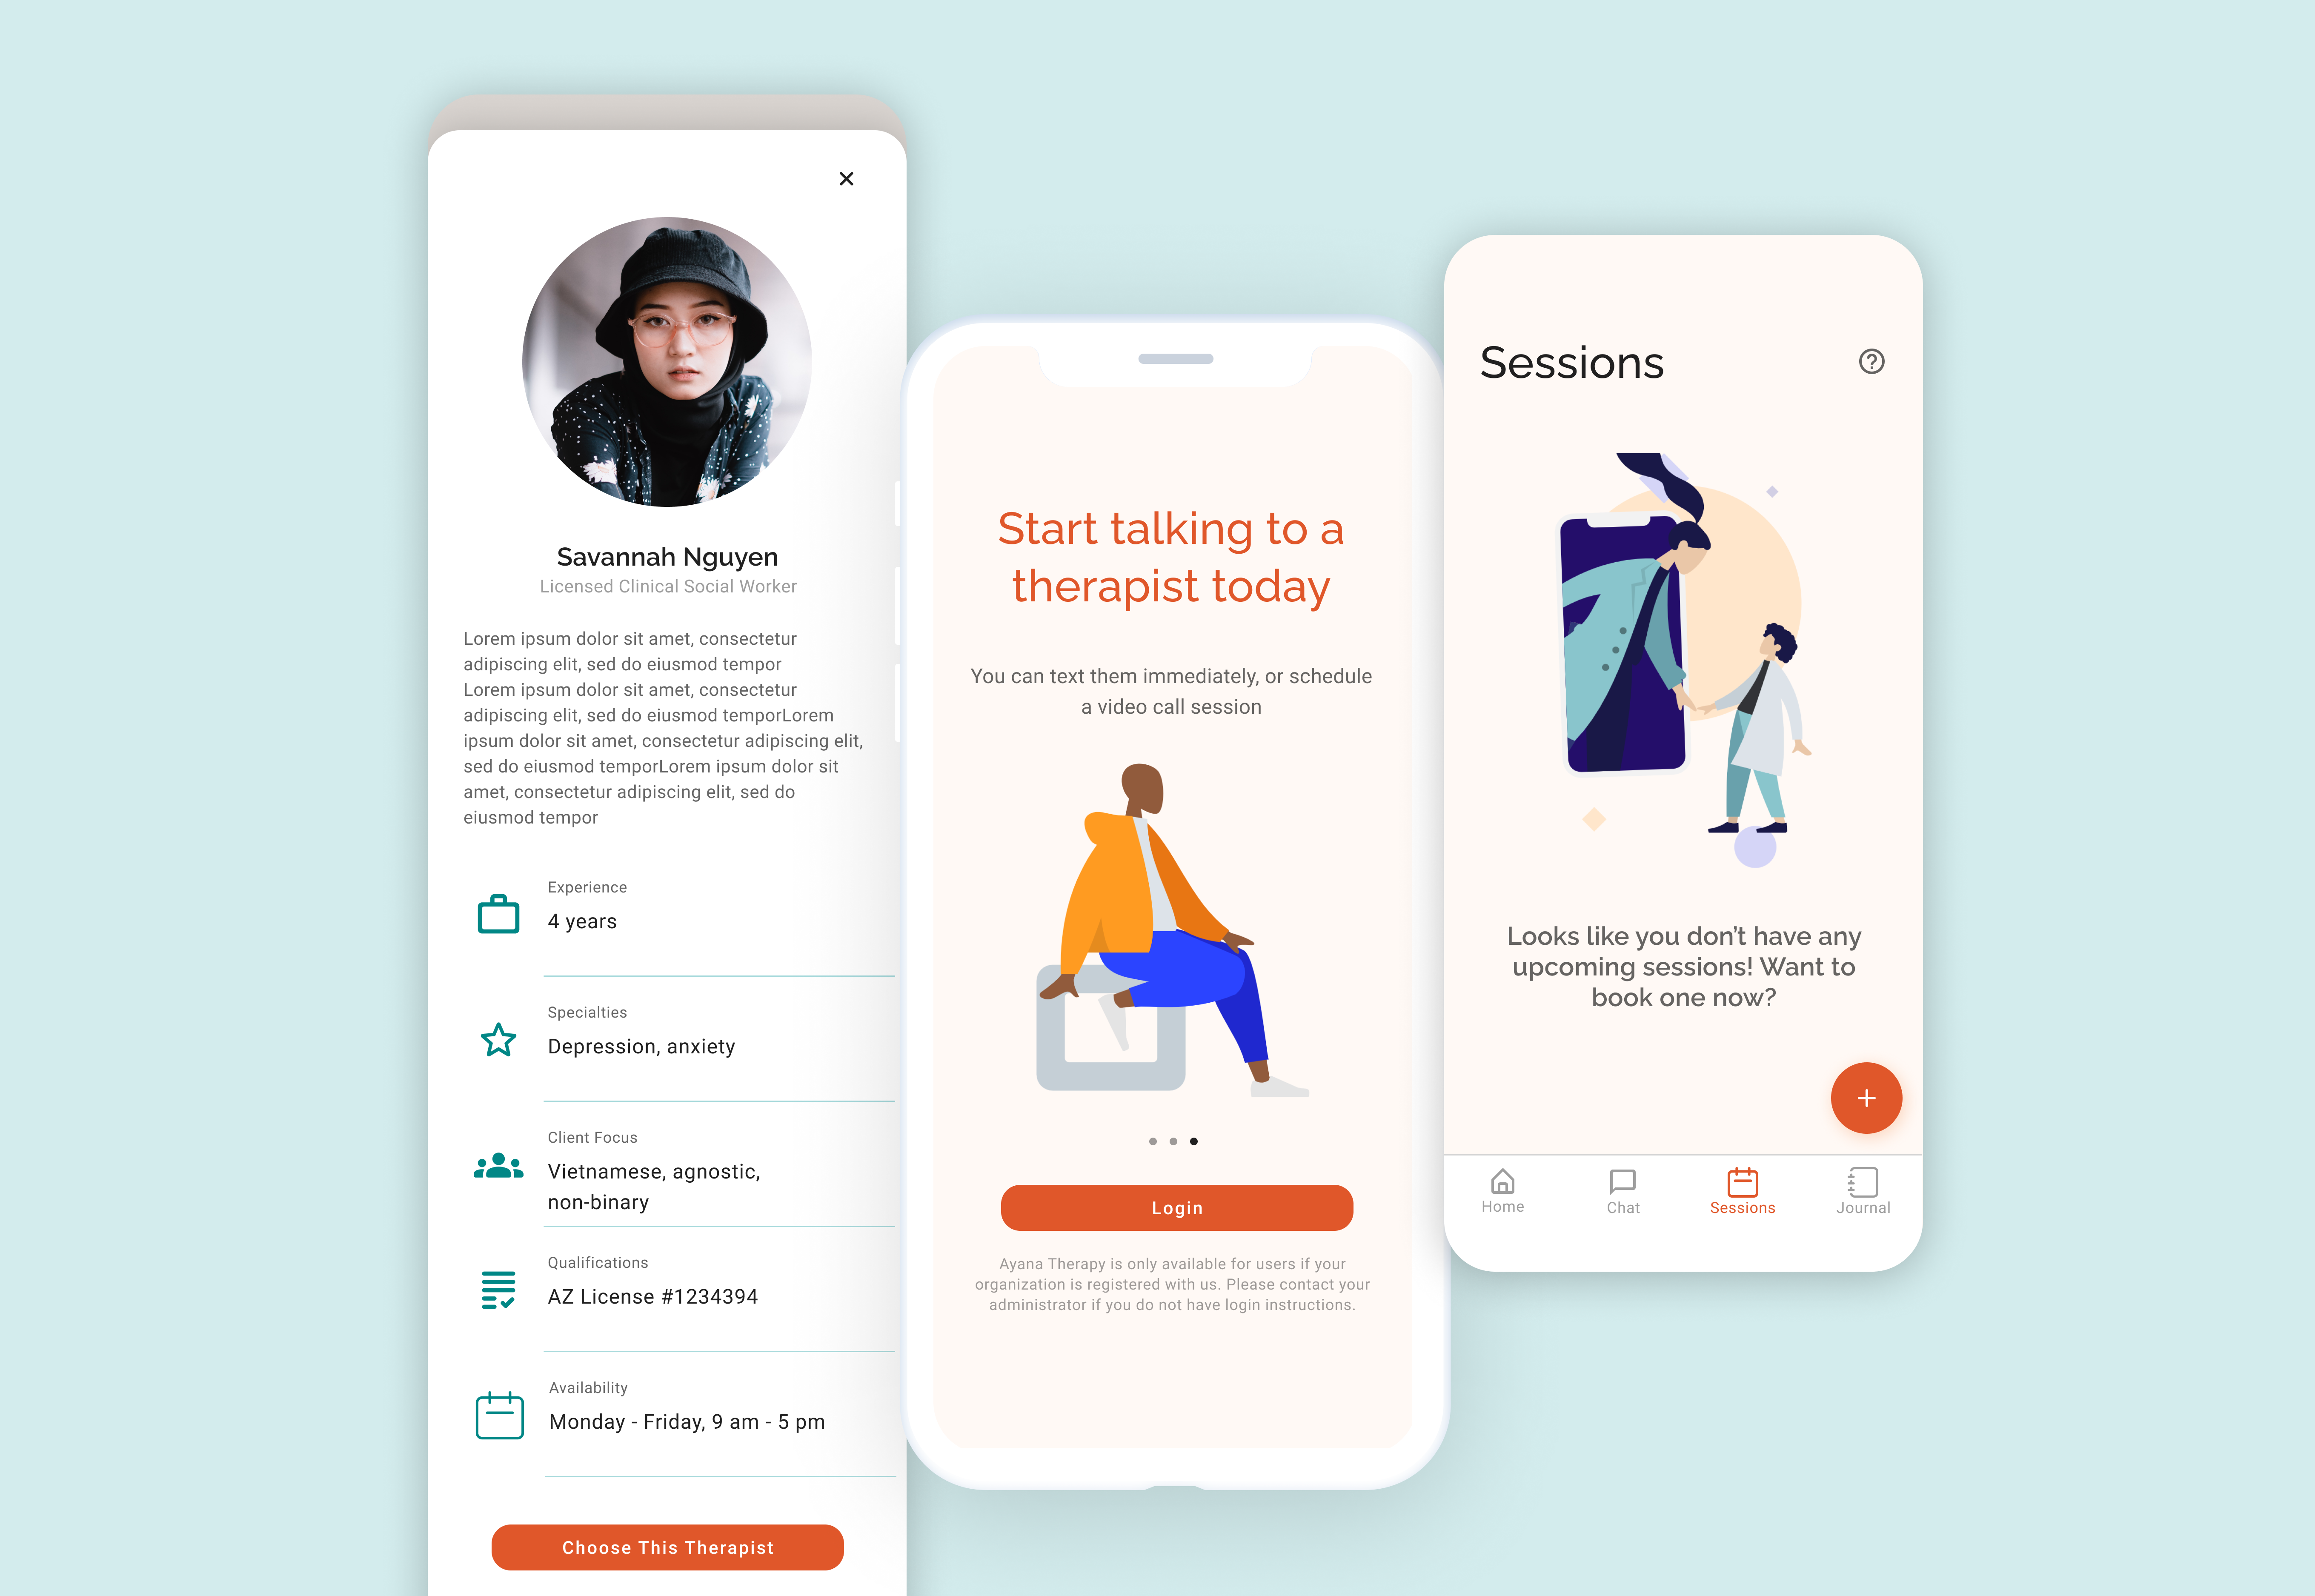 Savannah Nguyen
Licensed Clinical Social Worker
Lorem ipsum dolor sit amet, consectetur
adipiscing elit, sed do eiusmod tempor
Lorem ipsum dolor sit amet, consectetur
adipiscing elit, sed do eiusmod temporLorem
ipsum dolor sit amet, consectetur adipiscing elit,
sed do eiusmod temporLorem ipsum dolor sit
amet, consectetur adipiscing elit, sed do
eiusmod tempor
Experience
4 years
Specialties
Depression, anxiety
Client Focus
Vietnamese, agnostic,
non-binary
Qualifications
AZ License #1234394
Availability
Monday - Friday, 9 am - 5 pm
Choose This Therapist
Start talking to a
therapist today
You can text them immediately, or schedule
a video call session
Login
Ayana Therapy is only available for users if your
organization is registered with us. Please contact your
administrator if you do not have login instructions.
Sessions
Looks like you don’t have any
upcoming sessions! Want to
book one now?
Home
Chat
Sessions
Journal